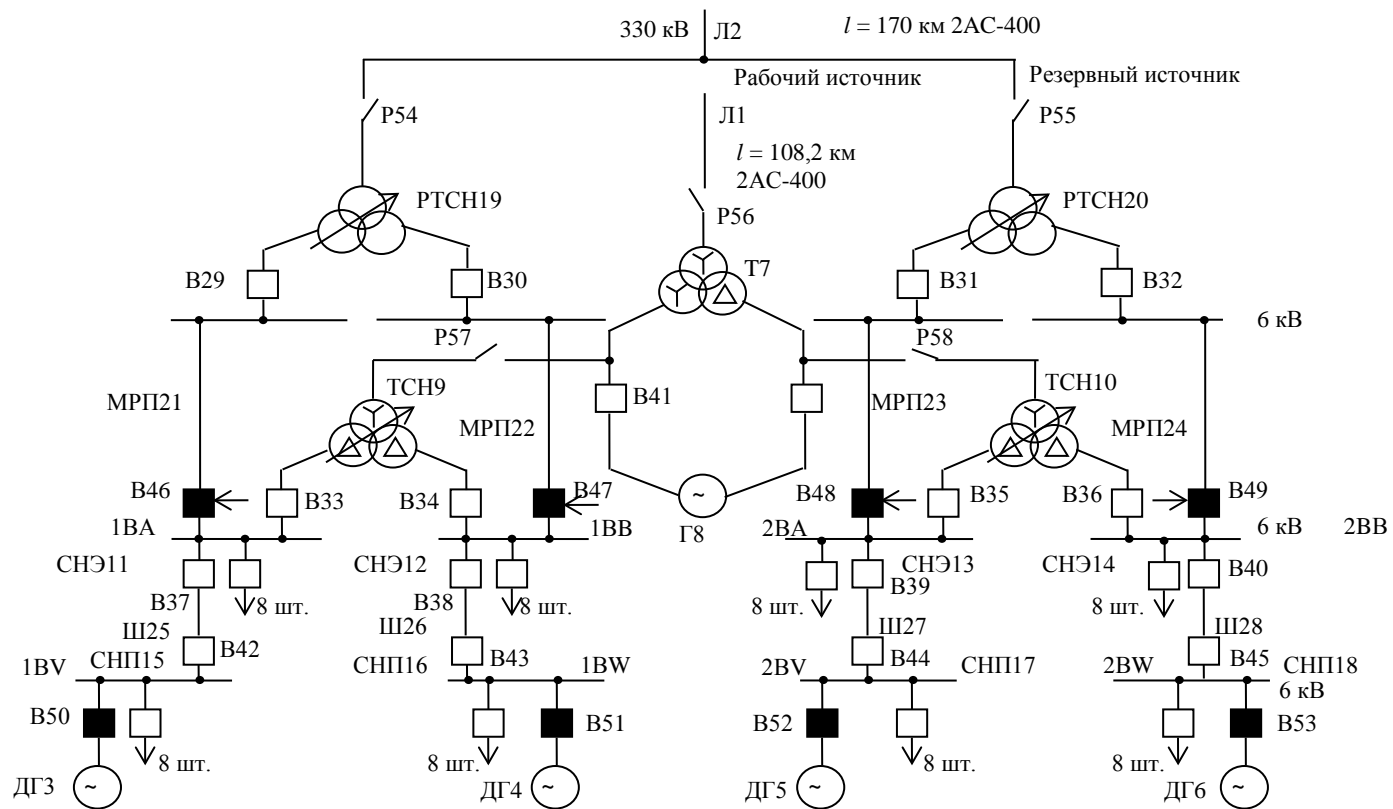 330 кВ Л2 l = 170 км 2АС-400
Рабочий источник Резервный источник
Р54 Л1 Р55
l = 108,2 км
2АС-400
РТСН19 Р56 РТСН20
В29 В30 Т7 В31 В32
Р57 Р58 6 кВ
МРП21 ТСН9 В41 МРП23 ТСН10
МРП22 МРП24
В46 В33 В34 В47 В48 В35 В36 В49
1ВА 1ВВ Г8 2ВА 6 кВ 2ВВ
СНЭ11 СНЭ12 СНЭ13 СНЭ14
В37 8 шт. В38 8 шт. 8 шт. В39 8 шт. В40
Ш25 Ш26 Ш27 Ш28
1BV СНП15 В42 СНП16 В43 1BW 2BV В44 СНП17 2BW В45 СНП18
6 кВ
В50 В51 В52 В53
8 шт. 8 шт. 8 шт. 8 шт.
ДГ3 ~ ДГ4 ~ ДГ5 ~ ДГ6 ~